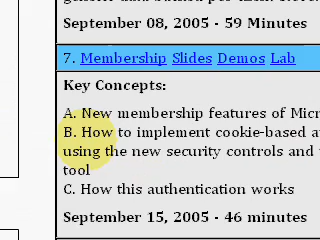 September 08, 2005 - 59 Minutes
7. Membership Slides Demos Lab
Key Concepts:
A. New membership features of
B. How to implement cookie-based
using the new security controls and
tool
C. How this authentication works
September 15, 2005 - 46 minutes